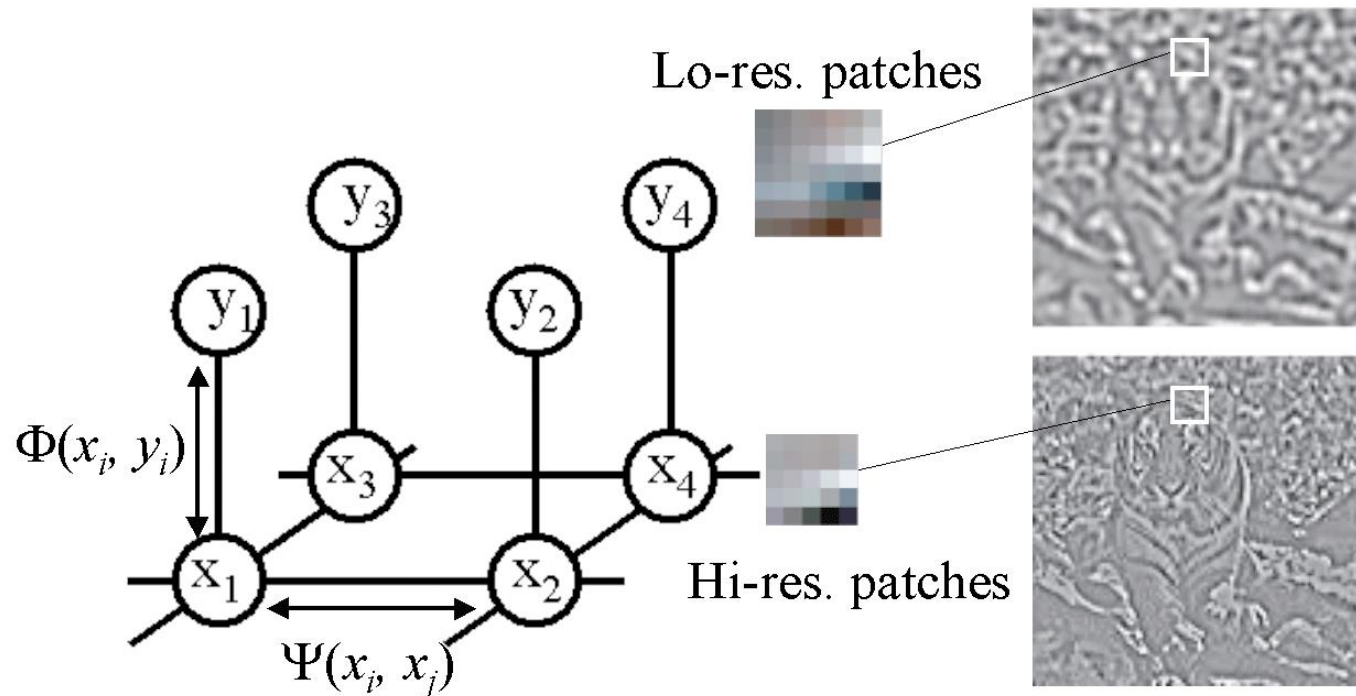 Lo-res. patches
y₃
y₄
y₁
y₂
Φ(xᵢ, yᵢ)
x₃
x₄
x₁
x₂
Hi-res. patches
Ψ(xᵢ, xⱼ)